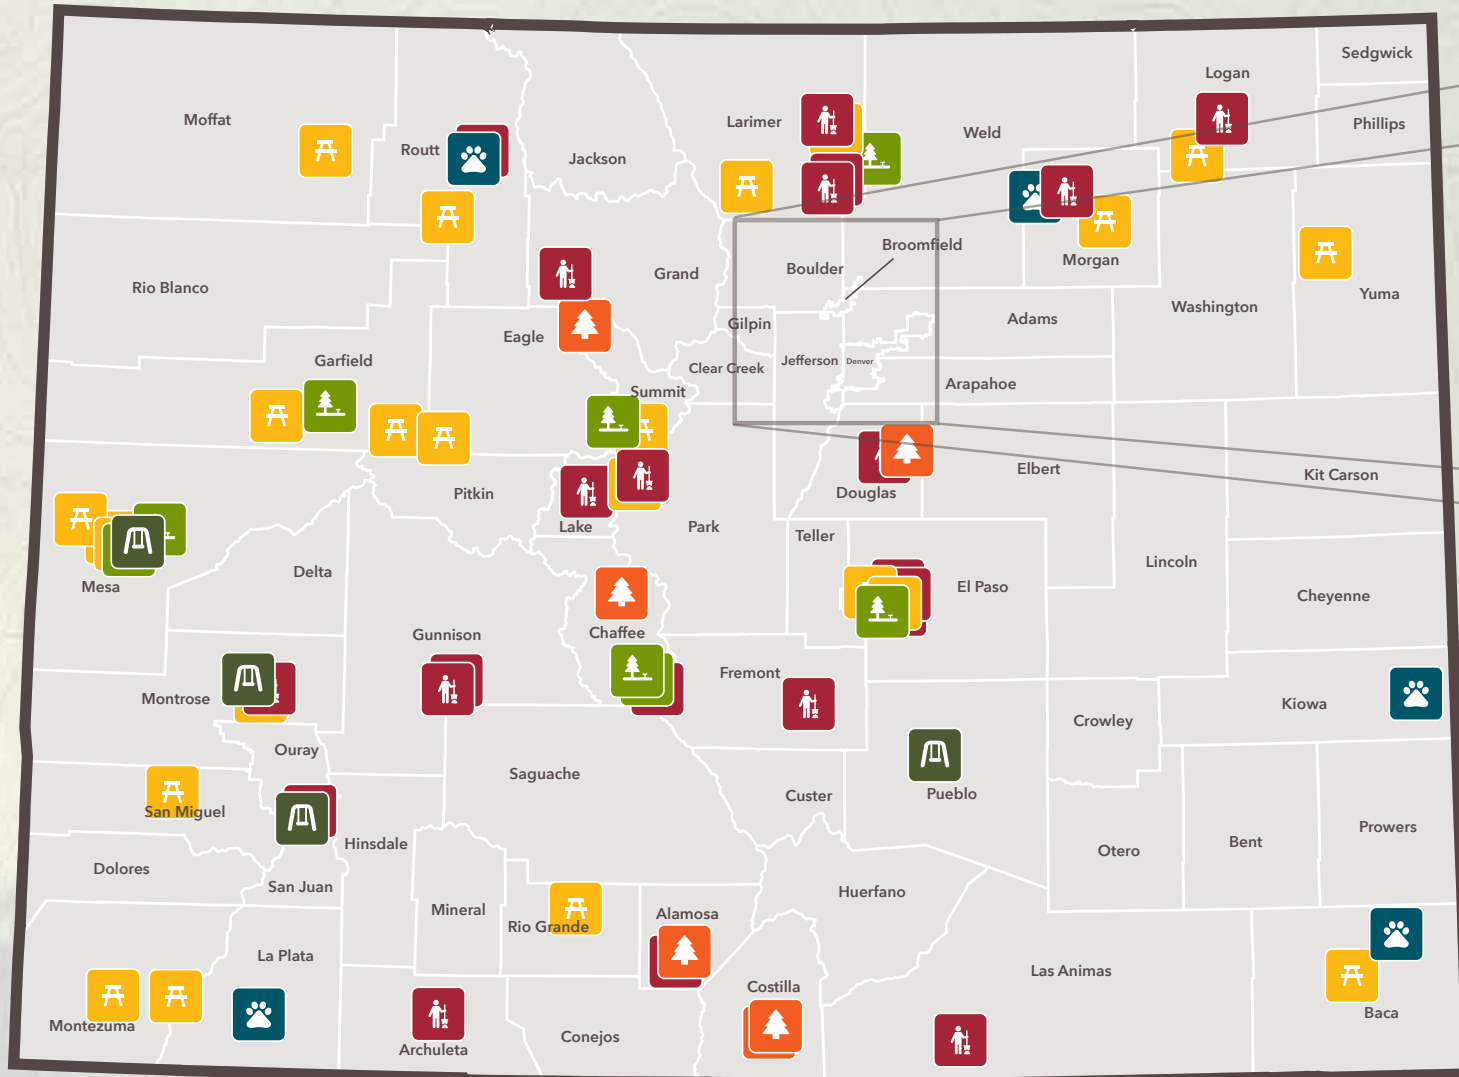 Sedgwick
Logan
Moffat
Larimer
Weld
Phillips
Routt
Jackson
Broomfield
Morgan
Boulder
Grand
Rio Blanco
Yuma
Washington
Adams
Gilpin
Eagle
Garfield
Jefferson
Denver
Clear Creek
Arapahoe
Summit
Elbert
Kit Carson
Pitkin
Douglas
Lake
Park
Teller
Lincoln
Delta
Mesa
El Paso
Cheyenne
Chaffee
Gunnison
Fremont
Montrose
Kiowa
Crowley
Ouray
Saguache
Pueblo
Custer
San Miguel
Prowers
Hinsdale
Bent
Otero
Dolores
San Juan
Huerfano
Mineral
Alamosa
Rio Grande
La Plata
Las Animas
Costilla
Baca
Montezuma
Conejos
Archuleta